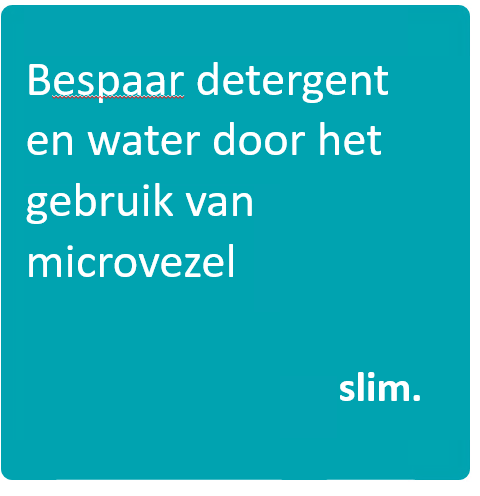 Bespaar detergent
en water door het
gebruik van
microvezel
slim.